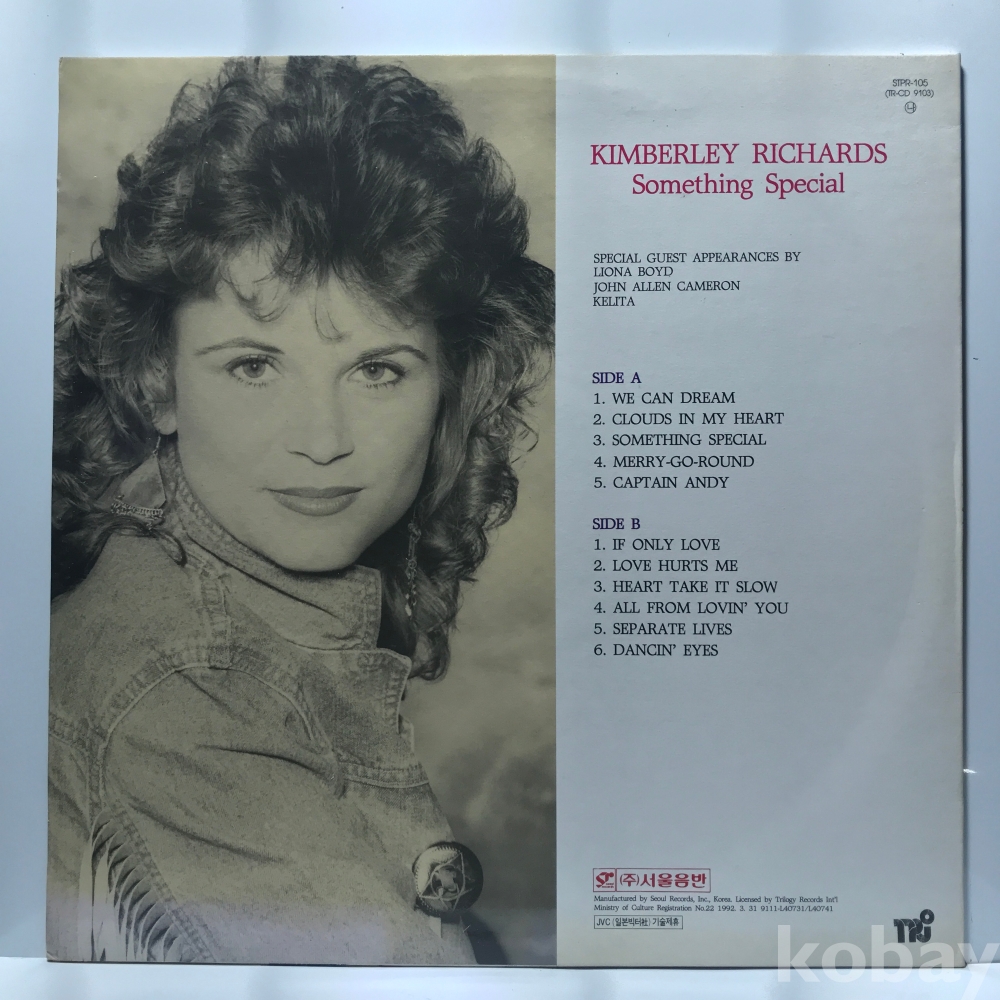 STPR-105
(TR-CD 9103)
KIMBERLEY RICHARDS
Something Special
SPECIAL GUEST APPEARANCES BY
LIONA BOYD
JOHN ALLEN CAMERON
KELITA
SIDE A
1. WE CAN DREAM
2. CLOUDS IN MY HEART
3. SOMETHING SPECIAL
4. MERRY-GO-ROUND
5. CAPTAIN ANDY
SIDE B
1. IF ONLY LOVE
2. LOVE HURTS ME
3. HEART TAKE IT SLOW
4. ALL FROM LOVIN' YOU
5. SEPARATE LIVES
6. DANCIN' EYES
(주)서울음반
Manufactured by Seoul Records, Inc., Korea. Licensed by Trilogy Records Int'l
Ministry of Culture Registration No.22 1992. 3. 31 9111-L40731/L40741
JVC (일본빅터社) 기술제휴
kobay